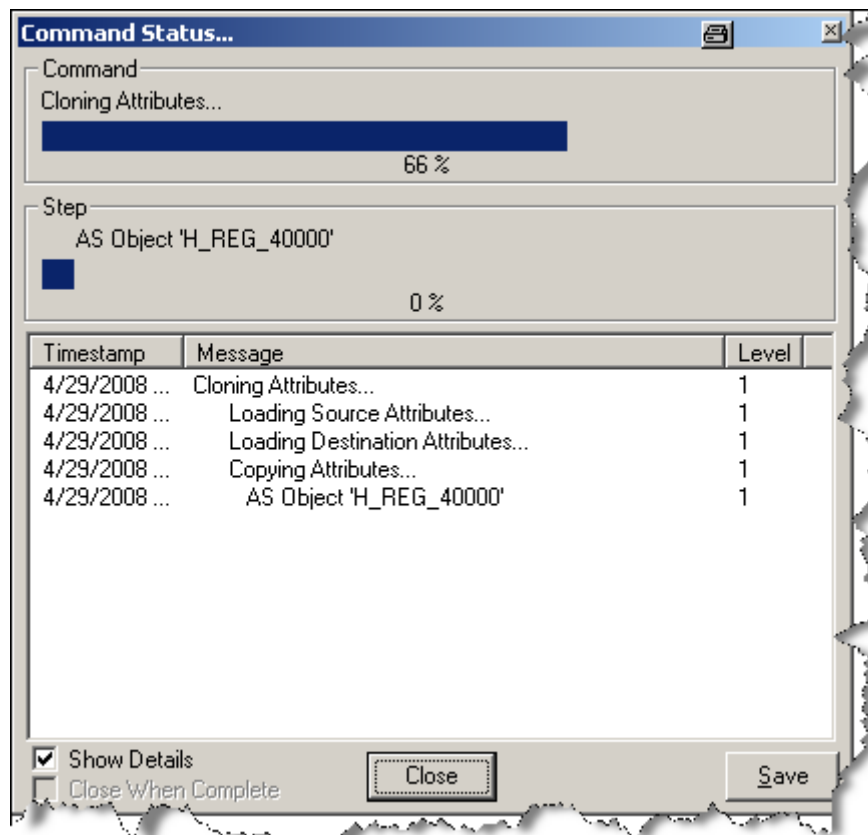 Command Status...
Command
Cloning Attributes...
66 %
Step
AS Object 'H_REG_40000'
0 %
Timestamp Message Level
4/29/2008 ... Cloning Attributes... 1
4/29/2008 ... Loading Source Attributes... 1
4/29/2008 ... Loading Destination Attributes... 1
4/29/2008 ... Copying Attributes... 1
4/29/2008 ... AS Object 'H_REG_40000' 1
Show Details
Close When Complete
Close
Save